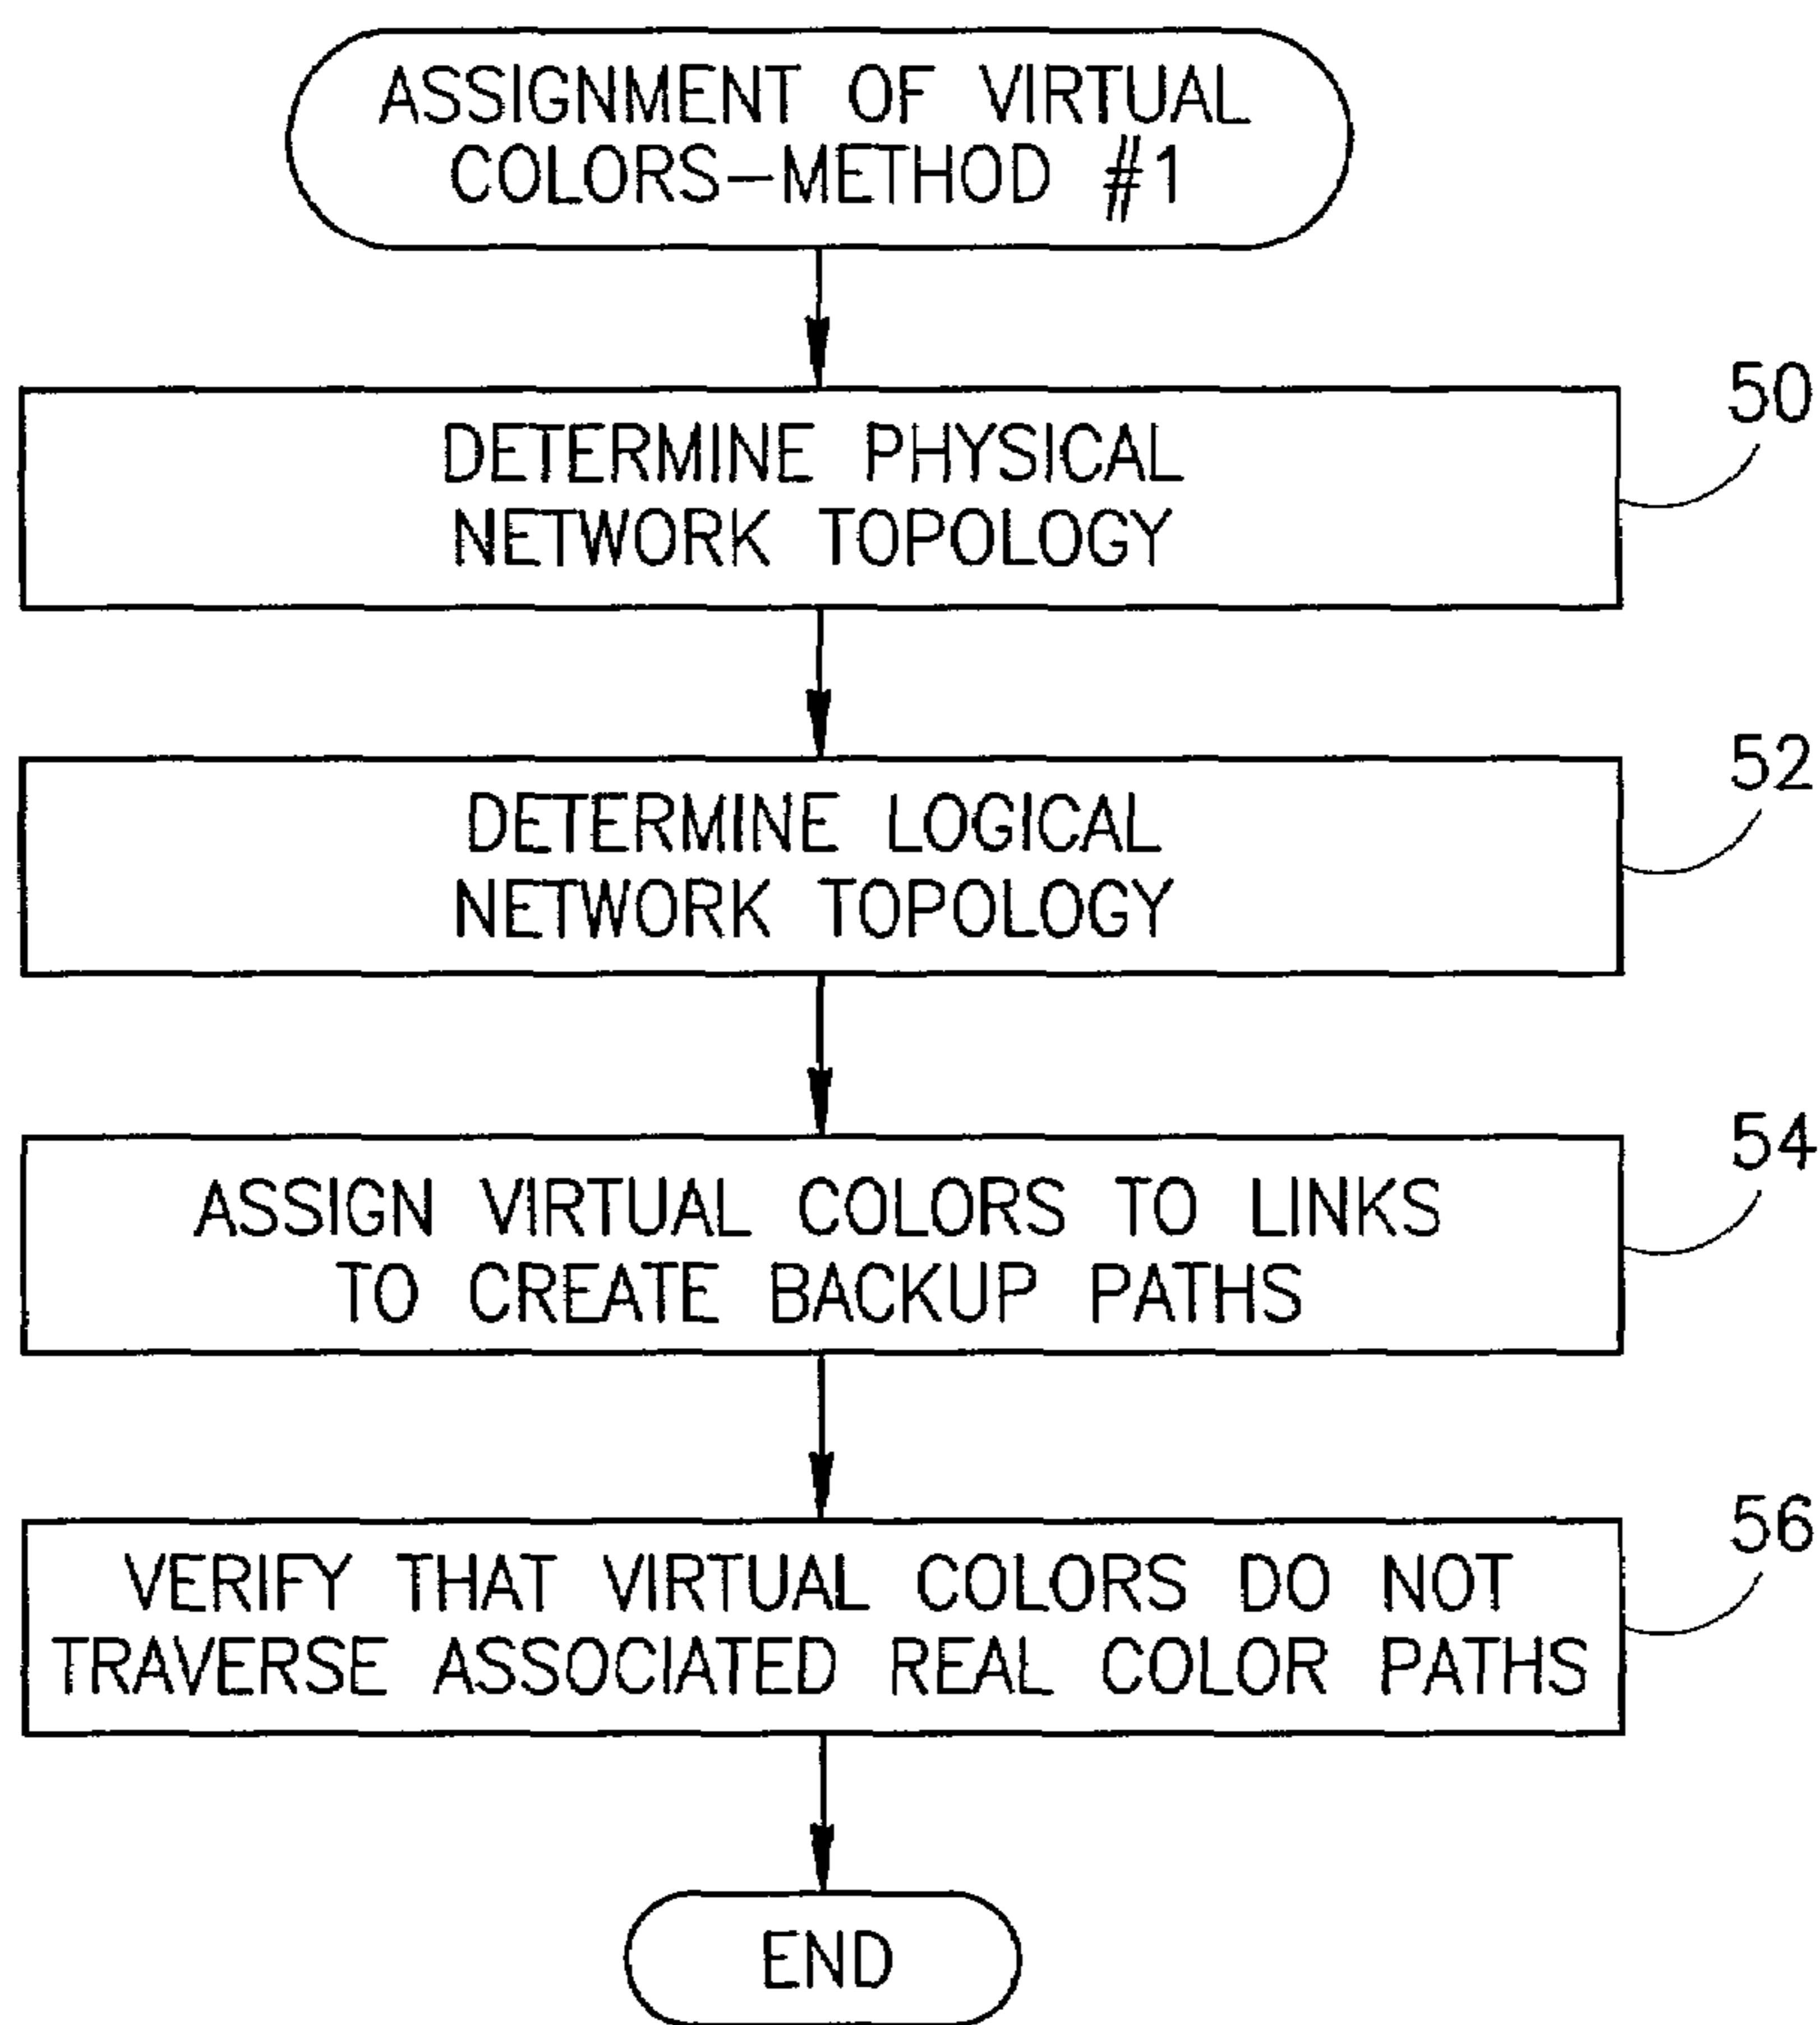 ASSIGNMENT OF VIRTUAL
COLORS-METHOD #1
50
DETERMINE PHYSICAL
NETWORK TOPOLOGY
52
DETERMINE LOGICAL
NETWORK TOPOLOGY
54
ASSIGN VIRTUAL COLORS TO LINKS
TO CREATE BACKUP PATHS
56
VERIFY THAT VIRTUAL COLORS DO NOT
TRAVERSE ASSOCIATED REAL COLOR PATHS
END